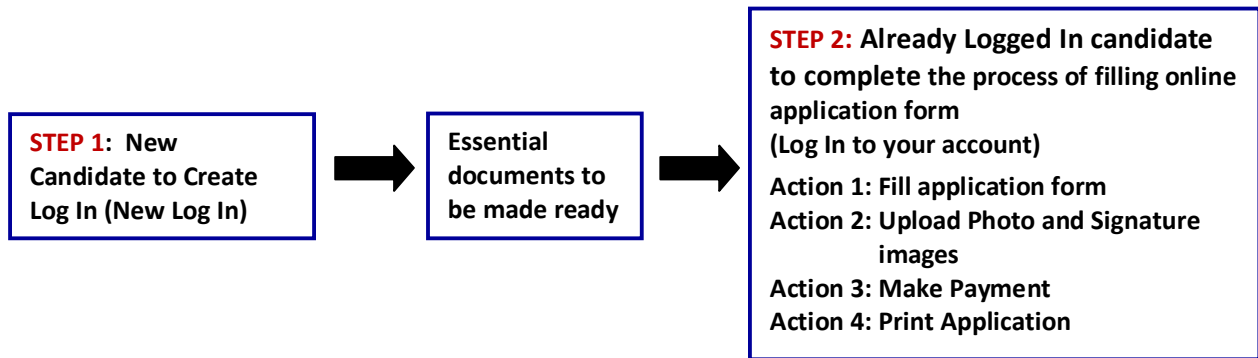 STEP 1: New
Candidate to Create
Log In (New Log In)
Essential
documents to
be made ready
STEP 2: Already Logged In candidate
to complete the process of filling online
application form
(Log In to your account)
Action 1: Fill application form
Action 2: Upload Photo and Signature
images
Action 3: Make Payment
Action 4: Print Application